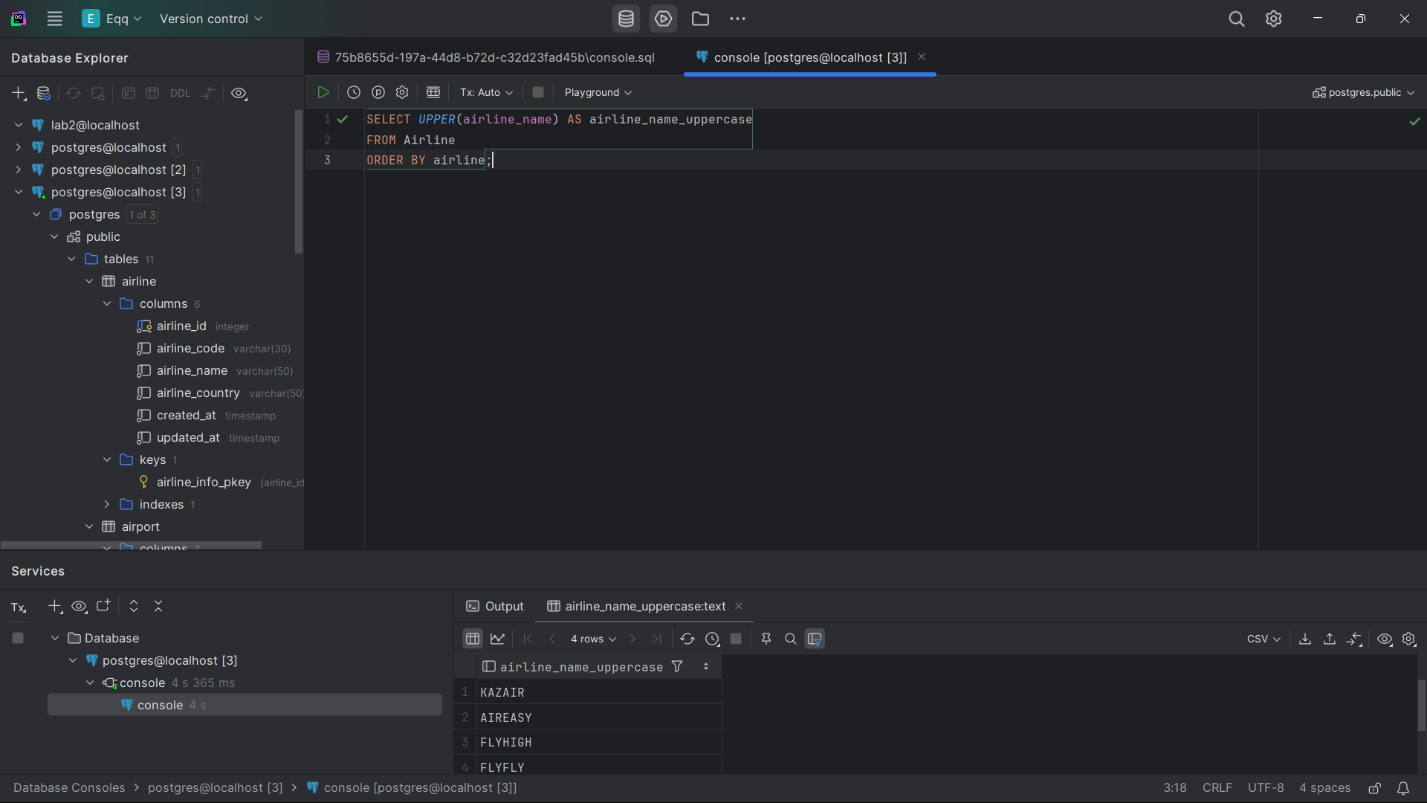 DG
E Eqq
Version control
Database Explorer
75b8655d-197a-44d8-b72d-c32d23fad45b\console.sql
console [postgres@localhost [3]]
DDL
Tx: Auto
Playground
postgres.public
lab2@localhost
postgres@localhost 1
postgres@localhost [2] 1
postgres@localhost [3] 1
postgres 1 of 3
public
tables 11
airline
columns 6
airline_id integer
airline_code varchar(30)
airline_name varchar(50)
airline_country varchar(50
created_at timestamp
updated_at timestamp
keys 1
airline_info_pkey (airline_id
indexes 1
airport
columns 7
1 SELECT UPPER(airline_name) AS airline_name_uppercase
2 FROM Airline
3 ORDER BY airline;
Services
Tx
Database
postgres@localhost [3]
console 4 s 365 ms
console 4 s
Output
airline_name_uppercase:text
4 rows
CSV
airline_name_uppercase
1 KAZAIR
2 AIREASY
3 FLYHIGH
4 FLYFLY
Database Consoles > postgres@localhost [3] > console [postgres@localhost [3]]
3:18 CRLF UTF-8 4 spaces